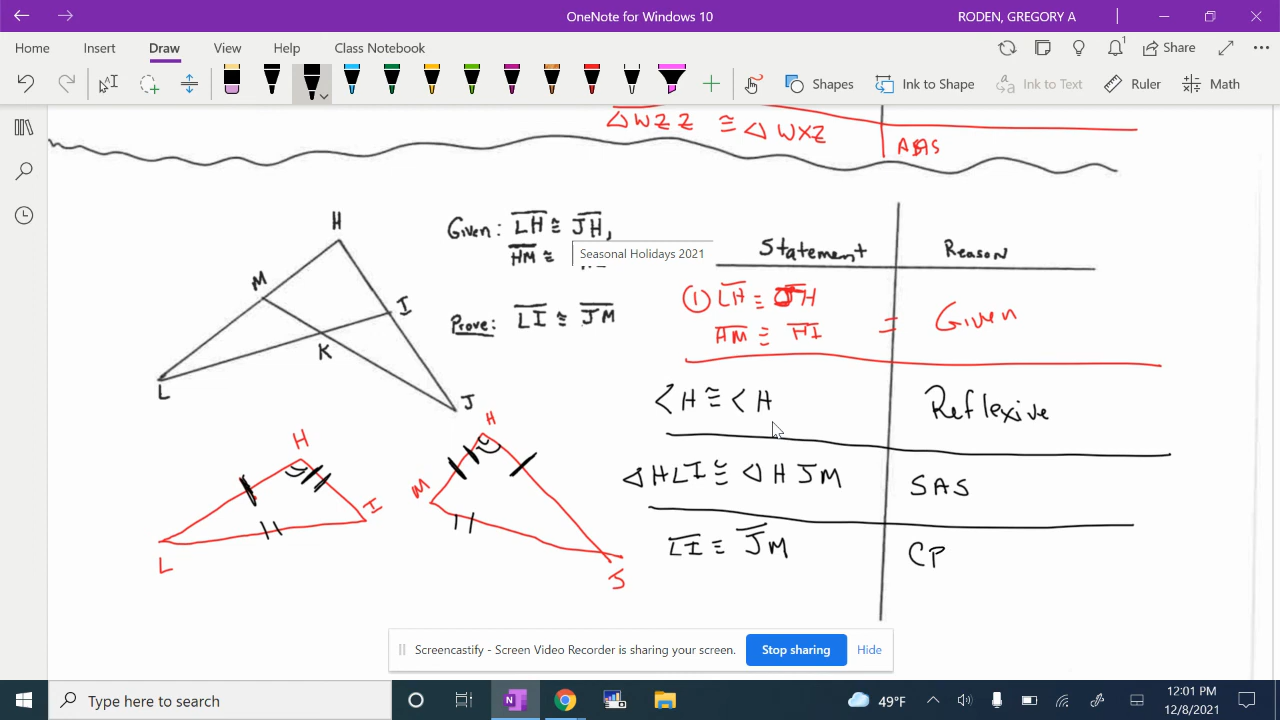 OneNote for Windows 10
RODEN, GREGORY A
Home Insert Draw View Help Class Notebook
Share
Shapes Ink to Shape Ink to Text Ruler Math
△WZZ ≅ △WXZ
H
M
I
K
L
J
Given: LH ≅ JH,
HM ≅
Seasonal Holidays 2021
Prove: LI ≅ JM
Statement Reason
① LH ≅ JH
HM ≅ HI
= Given
<H ≅ <H Reflexive
△HLI ≅ △HJM SAS
LI ≅ JM CP
H
I
L
H
M
J
Screencastify - Screen Video Recorder is sharing your screen. Stop sharing Hide
Type here to search
49°F
12:01 PM
12/8/2021